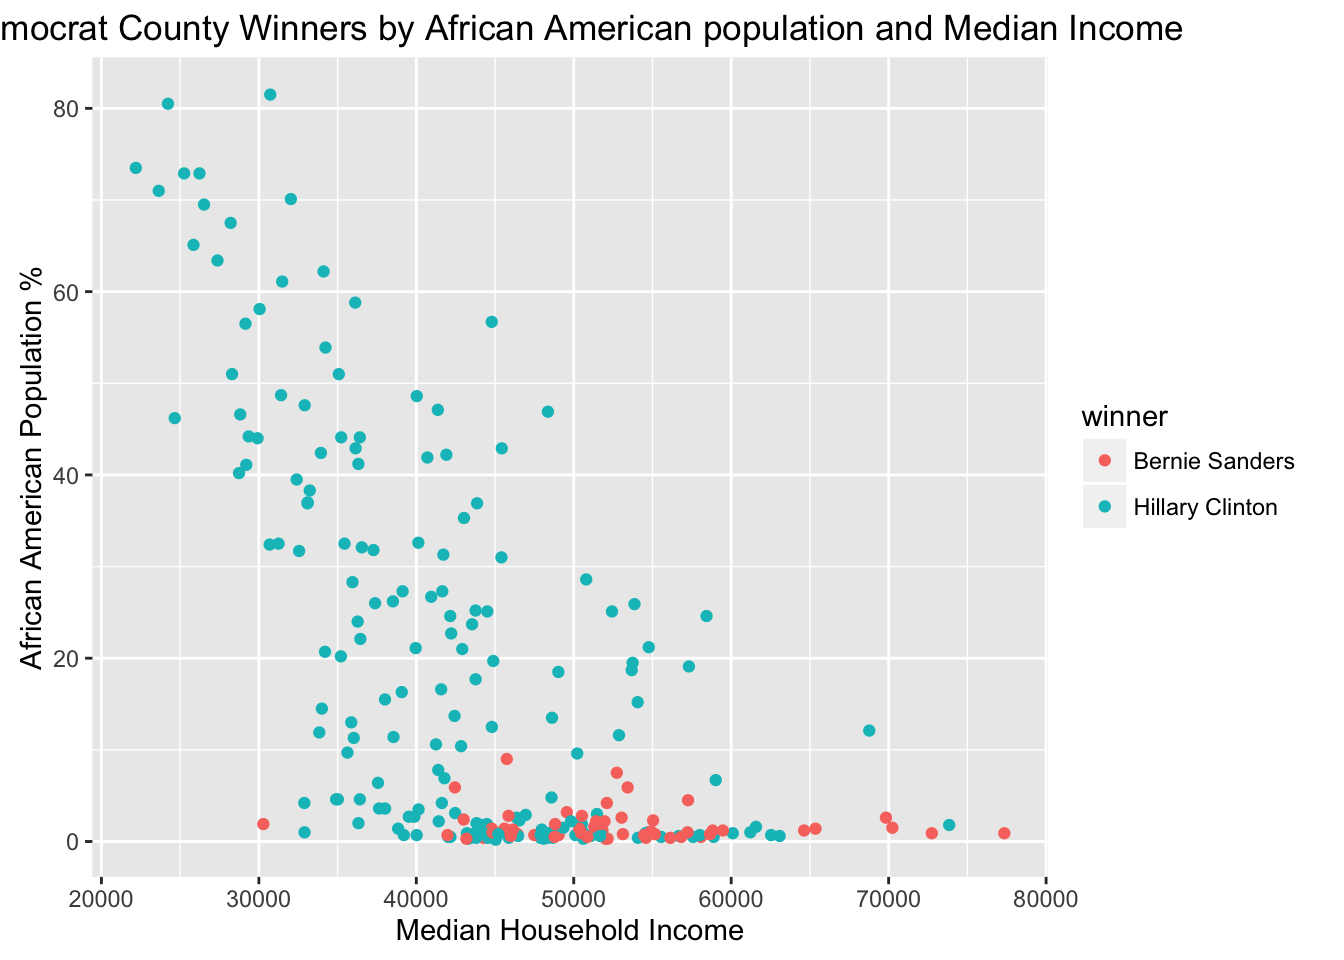 mocrat County Winners by African American population and Median Income
African American Population %
80
60
40
20
0
20000 30000 40000 50000 60000 70000 80000
Median Household Income
winner
Bernie Sanders
Hillary Clinton